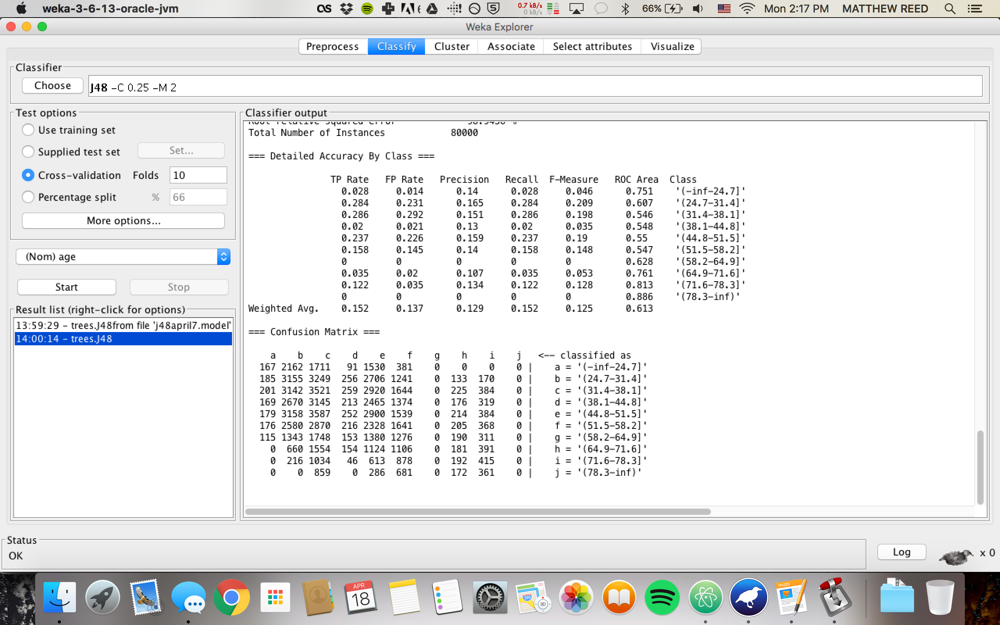 weka-3-6-13-oracle-jvm 0.7 kB/s 0 kB/s 66% Mon 2:17 PM MATTHEW REED
Weka Explorer
Preprocess Classify Cluster Associate Select attributes Visualize
Classifier
Choose J48 -C 0.25 -M 2
Test options
Use training set
Supplied test set Set...
Cross-validation Folds 10
Percentage split % 66
More options...
(Nom) age
Start Stop
Result list (right-click for options)
13:59:29 - trees.J48from file 'j48april7.model'
14:00:14 - trees.J48
Classifier output
Root relative squared error
Total Number of Instances 80000
=== Detailed Accuracy By Class ===
TP Rate FP Rate Precision Recall F-Measure ROC Area Class
0.028 0.014 0.14 0.028 0.046 0.751 '(-inf-24.7]'
0.284 0.231 0.165 0.284 0.209 0.607 '(24.7-31.4]'
0.286 0.292 0.151 0.286 0.198 0.546 '(31.4-38.1]'
0.02 0.021 0.13 0.02 0.035 0.548 '(38.1-44.8]'
0.237 0.226 0.159 0.237 0.19 0.55 '(44.8-51.5]'
0.158 0.145 0.14 0.158 0.148 0.547 '(51.5-58.2]'
0 0 0 0 0 0.628 '(58.2-64.9]'
0.035 0.02 0.107 0.035 0.053 0.761 '(64.9-71.6]'
0.122 0.035 0.134 0.122 0.128 0.813 '(71.6-78.3]'
0 0 0 0 0 0.886 '(78.3-inf)'
Weighted Avg. 0.152 0.137 0.129 0.152 0.125 0.613
=== Confusion Matrix ===
a b c d e f g h i j <-- classified as
167 2162 1711 91 1530 381 0 0 0 0 | a = '(-inf-24.7]'
185 3155 3249 256 2706 1241 0 133 170 0 | b = '(24.7-31.4]'
201 3142 3521 259 2920 1644 0 225 384 0 | c = '(31.4-38.1]'
169 2670 3145 213 2465 1374 0 176 319 0 | d = '(38.1-44.8]'
179 3158 3587 252 2900 1539 0 214 384 0 | e = '(44.8-51.5]'
176 2580 2870 216 2328 1641 0 205 368 0 | f = '(51.5-58.2]'
115 1343 1748 153 1380 1276 0 190 311 0 | g = '(58.2-64.9]'
0 660 1554 154 1124 1106 0 181 391 0 | h = '(64.9-71.6]'
0 216 1034 46 613 878 0 192 415 0 | i = '(71.6-78.3]'
0 0 859 0 286 681 0 172 361 0 | j = '(78.3-inf)'
Status
OK
Log x 0
APR
18
280
3D
PAGES